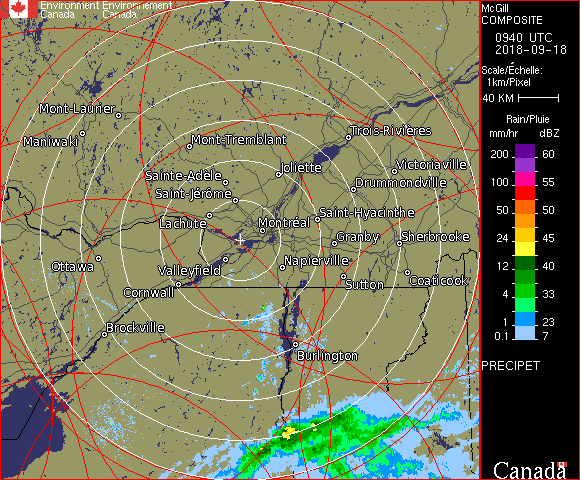 Environment Environnement
Canada Canada
McGill
COMPOSITE
0940 UTC
2018-09-18
Scale/Échelle:
1km/Pixel
40 KM
Rain/Pluie
mm/hr dBZ
200 60
150 55
100 55
50 50
24 45
12 40
4 33
1 23
0.1 7
PRECIPET
Canada
Mont-Laurier
Maniwaki
Mont-Tremblant
Trois-Rivières
Joliette
Victoriaville
Sainte-Adèle
Drummondville
Saint-Jérôme
Saint-Hyacinthe
Lachute
Montréal
Granby
Sherbrooke
Ottawa
Valleyfield
Napierville
Cornwall
Sutton
Coaticook
Brockville
Burlington